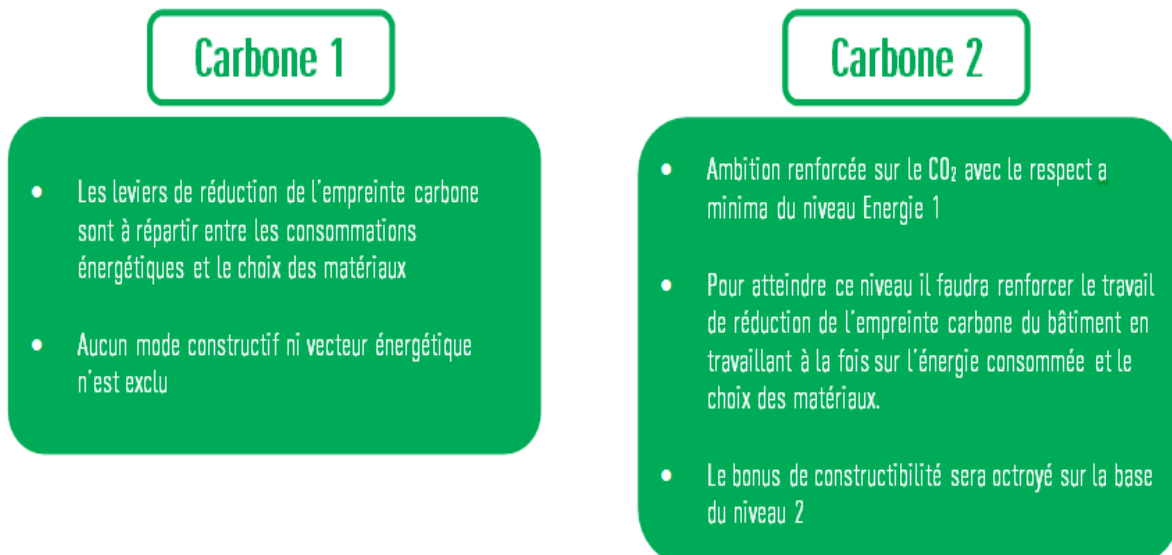 Carbone 1
• Les leviers de réduction de l'empreinte carbone
sont à répartir entre les consommations
énergétiques et le choix des matériaux
• Aucun mode constructif ni vecteur énergétique
n'est exclu
Carbone 2
• Ambition renforcée sur le CO₂ avec le respect a
minima du niveau Energie 1
• Pour atteindre ce niveau il faudra renforcer le travail
de réduction de l'empreinte carbone du bâtiment en
travaillant à la fois sur l'énergie consommée et le
choix des matériaux.
• Le bonus de constructibilité sera octroyé sur la base
du niveau 2